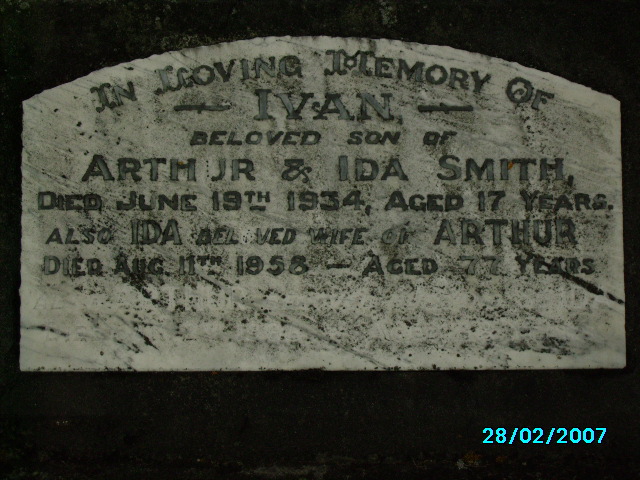 IN LOVING MEMORY OF
— IVAN, —
BELOVED SON OF
ARTHUR & IDA SMITH,
DIED JUNE 19TH 1934, AGED 17 YEARS.
ALSO IDA BELOVED WIFE OF ARTHUR
DIED AUG. 11TH 1958 — AGED 77 YEARS
28/02/2007